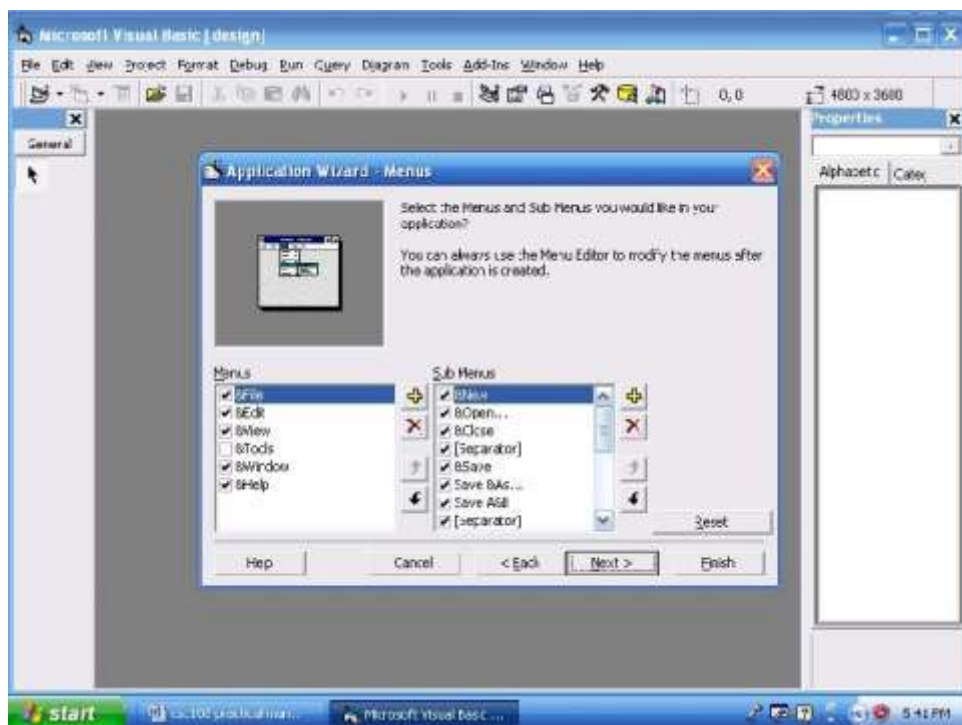 Microsoft Visual Basic [design]
File Edit View Project Format Debug Run Query Diagram Tools Add-Ins Window Help
0,0 4800 x 3600
General
Properties
Alphabetic Categ
Application Wizard - Menus
Select the Menus and Sub Menus you would like in your
application?
You can always use the Menu Editor to modify the menus after
the application is created.
Menus
&File
&Edit
&View
&Tools
&Window
&Help
Sub Menus
&New
&Open...
&Close
[Separator]
&Save
Save &As...
Save A&ll
[Separator]
Reset
Help Cancel < Back Next > Finish
start
Microsoft Visual Basic ...
5:41 PM